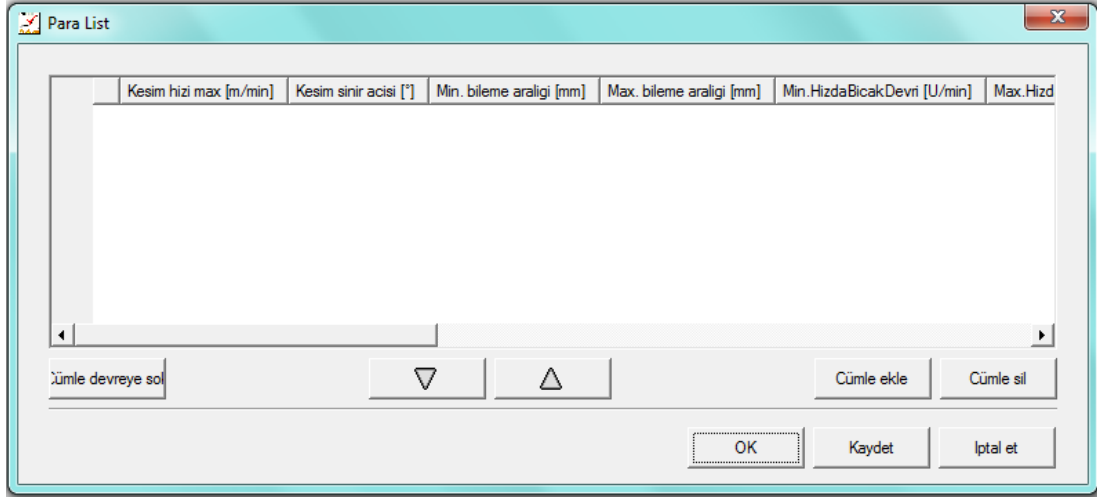 Para List
Kesim hizi max [m/min] Kesim sinir acisi [°] Min. bileme araligi [mm] Max. bileme araligi [mm] Min.HizdaBicakDevri [U/min] Max.Hizd
Cümle devreye sol Cümle ekle Cümle sil
OK Kaydet Iptal et